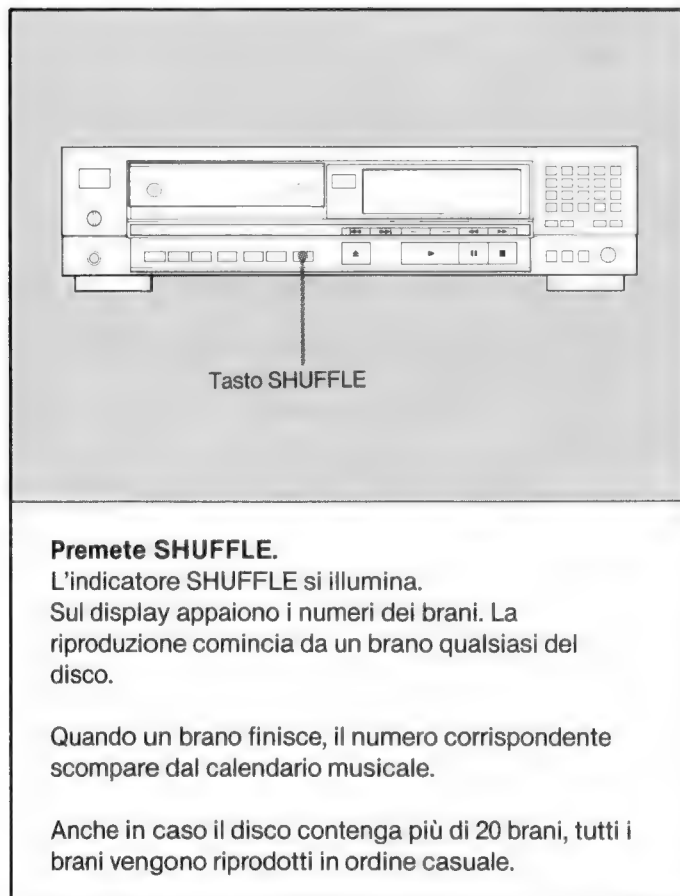 Tasto SHUFFLE
Premete SHUFFLE.
L'indicatore SHUFFLE si illumina.
Sul display appaiono i numeri dei brani. La
riproduzione comincia da un brano qualsiasi del
disco.
Quando un brano finisce, il numero corrispondente
scompare dal calendario musicale.
Anche in caso il disco contenga più di 20 brani, tutti i
brani vengono riprodotti in ordine casuale.